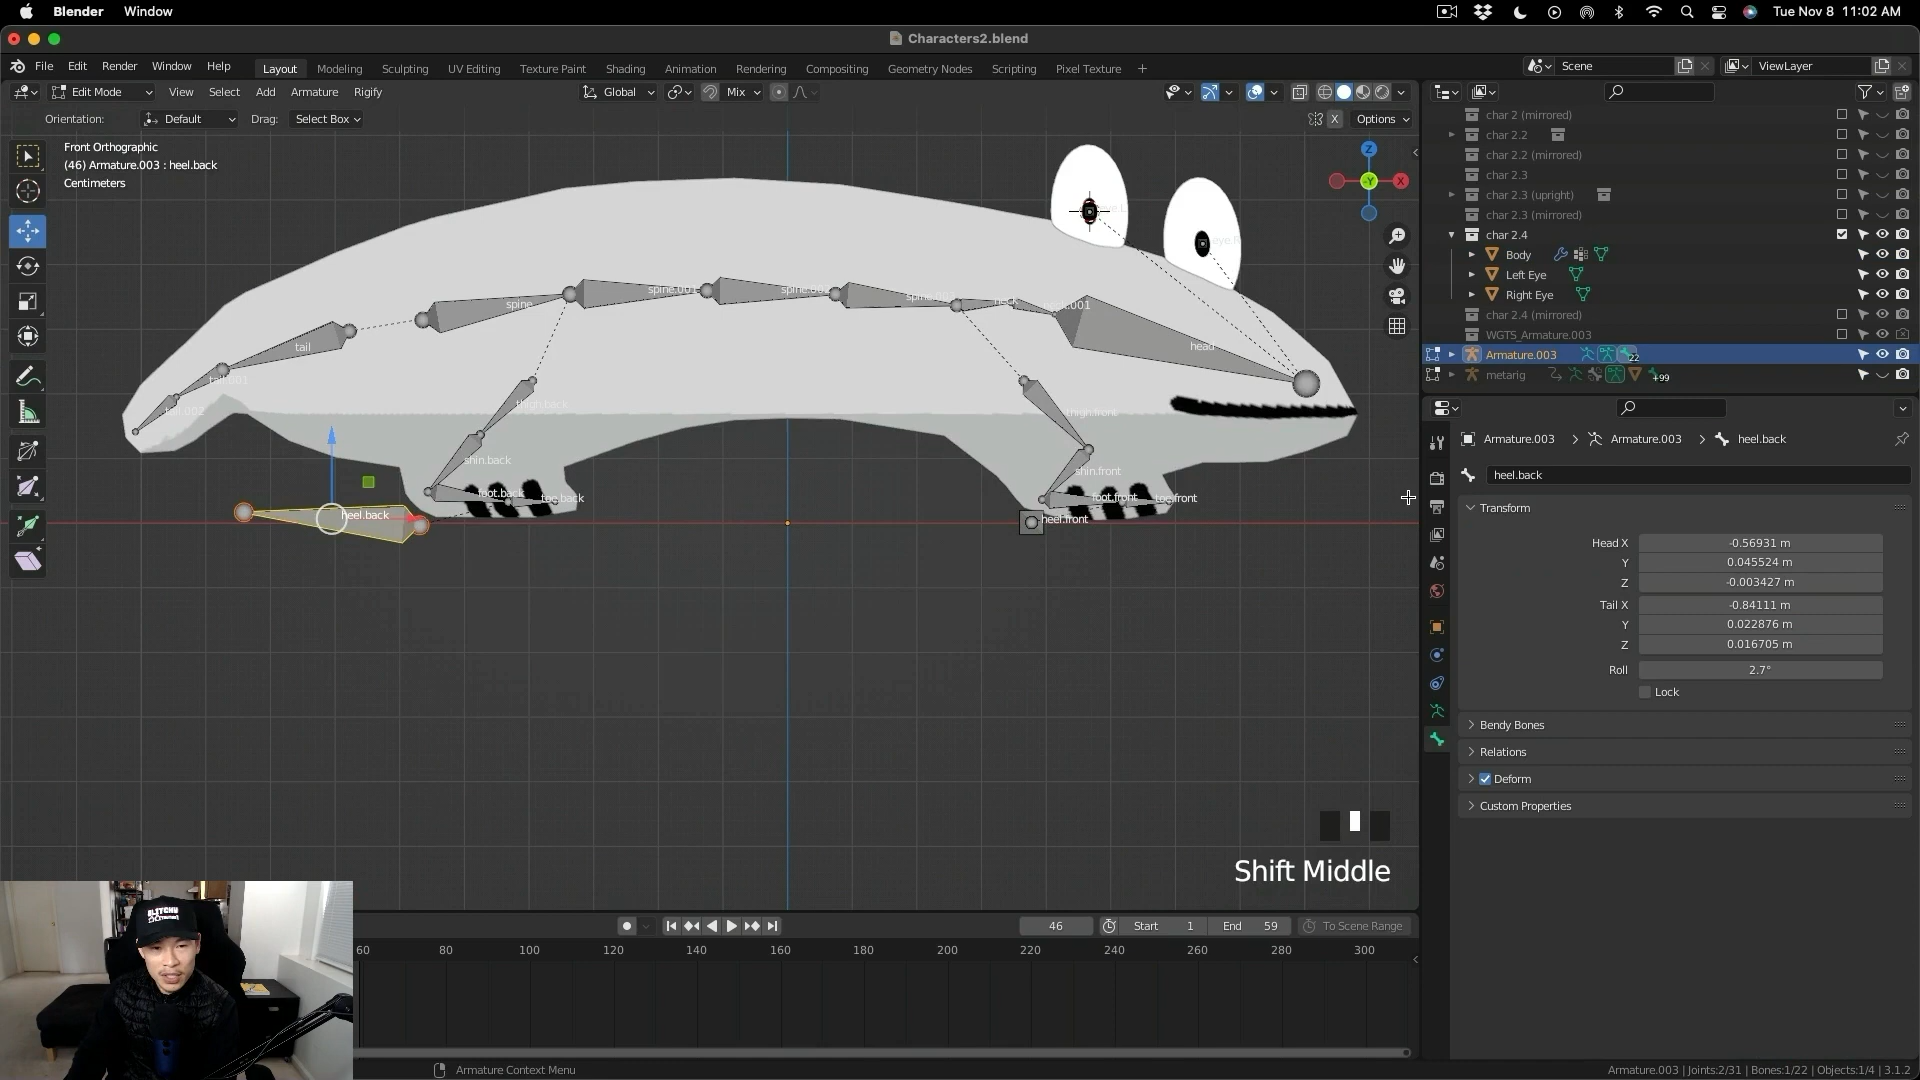 Blender Window Tue Nov 8 11:02 AM
Characters2.blend
File Edit Render Window Help Layout Modeling Sculpting UV Editing Texture Paint Shading Animation Rendering Compositing Geometry Nodes Scripting Pixel Texture + Scene ViewLayer
Edit Mode View Select Add Armature Rigify Global Mix
Orientation: Default Drag: Select Box X Options
Front Orthographic
(46) Armature.003 : heel.back
Centimeters
Z
X
-Y
char 2 (mirrored)
char 2.2
char 2.2 (mirrored)
char 2.3
char 2.3 (upright)
char 2.3 (mirrored)
char 2.4
Body
Left Eye
Right Eye
char 2.4 (mirrored)
WGTS_Armature.003
Armature.003 22
metarig +99
spine
spine.001
neck
head
tail
tail.001
tail.002
thigh.back
thigh.front
shin.back
shin.front
foot.back
toe.back
foot.front
toe.front
heel.back
heel.front
Armature.003 Armature.003 heel.back
heel.back
Transform
Head X -0.56931 m
Y 0.045524 m
Z -0.003427 m
Tail X -0.84111 m
Y 0.022876 m
Z 0.016705 m
Roll 2.7°
Lock
Bendy Bones
Relations
Deform
Custom Properties
Shift Middle
46 Start 1 End 59 To Scene Range
60 80 100 120 140 160 180 200 220 240 260 280 300
Armature Context Menu
Armature.003 | Joints:2/31 | Bones:1/22 | Objects:1/4 | 3.1.2